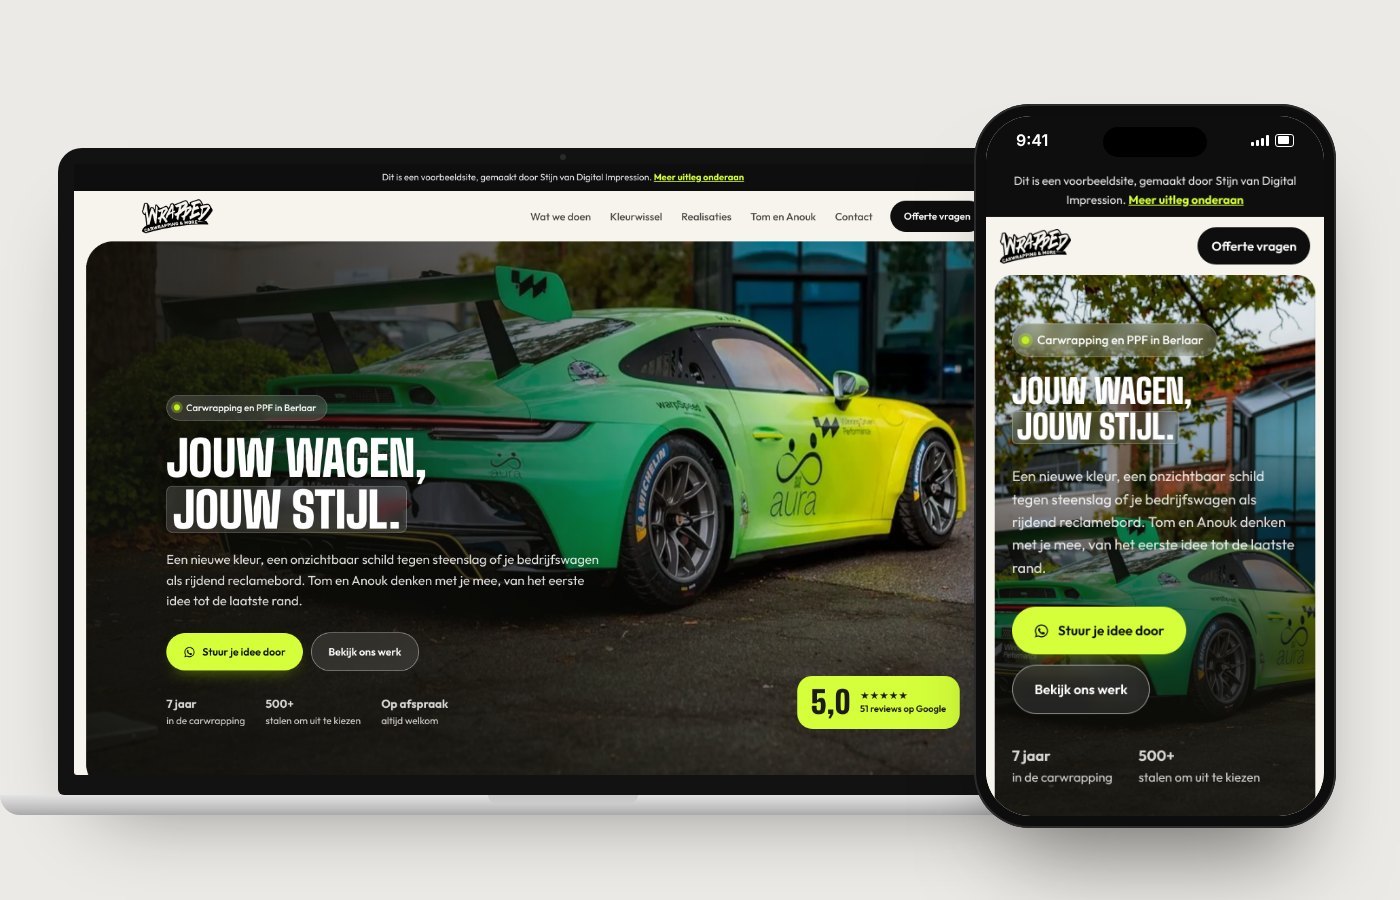 Dit is een voorbeeldsite, gemaakt door Stijn van Digital Impression. Meer uitleg onderaan
WRAPPED
CARWRAPPING & MORE
Wat we doen
Kleurwissel
Realisaties
Tom en Anouk
Contact
Offerte vragen
warpSpeed
aura
MICHELIN
aura
Carwrapping en PPF in Berlaar
JOUW WAGEN,
JOUW STIJL.
Een nieuwe kleur, een onzichtbaar schild tegen steenslag of je bedrijfswagen
als rijdend reclamebord. Tom en Anouk denken met je mee, van het eerste
idee tot de laatste rand.
Stuur je idee door
Bekijk ons werk
7 jaar
in de carwrapping
500+
stalen om uit te kiezen
Op afspraak
altijd welkom
5,0
★★★★★
51 reviews op Google
9:41
Dit is een voorbeeldsite, gemaakt door Stijn van Digital
Impression. Meer uitleg onderaan
WRAPPED
CARWRAPPING & MORE
Offerte vragen
Carwrapping en PPF in Berlaar
JOUW WAGEN,
JOUW STIJL.
Een nieuwe kleur, een onzichtbaar schild
tegen steenslag of je bedrijfswagen als
rijdend reclamebord. Tom en Anouk denken
met je mee, van het eerste idee tot de laatste
rand.
aura
Stuur je idee door
Bekijk ons werk
7 jaar
in de carwrapping
500+
stalen om uit te kiezen